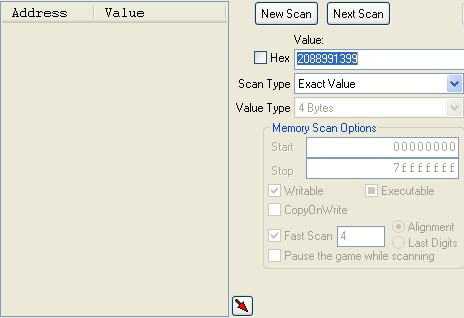 Address Value
New Scan Next Scan
Value:
Hex 2088991399
Scan Type Exact Value
Value Type 4 Bytes
Memory Scan Options
Start 00000000
Stop 7fffffff
Writable Executable
CopyOnWrite
Fast Scan 4 Alignment
Last Digits
Pause the game while scanning